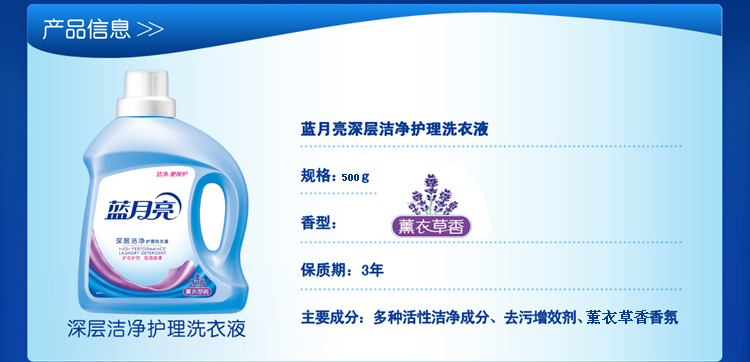 产品信息 >>
洁净, 更保护
蓝月亮
深层洁净护理洗衣液
HIGH PERFORMANCE
LAUNDRY DETERGENT
薰衣草香
深层洁净护理洗衣液
蓝月亮深层洁净护理洗衣液
规格：500g
香型：薰衣草香
保质期：3年
主要成分：多种活性洁净成分、去污增效剂、薰衣草香香氛